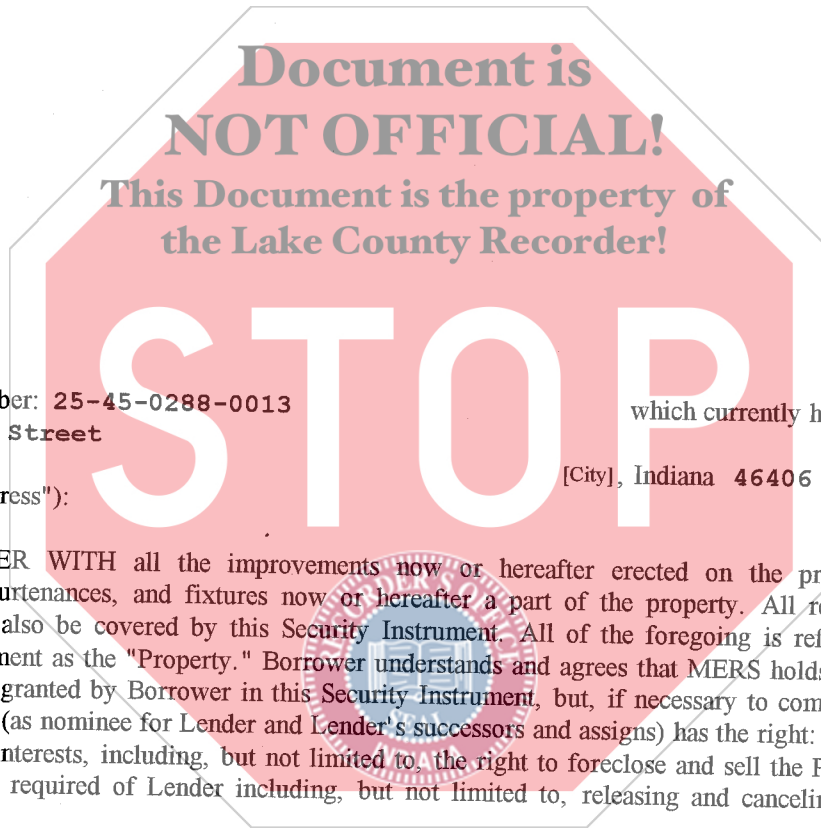 Document is
NOT OFFICIAL!
This Document is the property of
the Lake County Recorder!
STOP
ber: 25-45-0288-0013 which currently h
Street
[City], Indiana 46406
ress"):
ER WITH all the improvements now or hereafter erected on the pr
urtenances, and fixtures now or hereafter a part of the property. All re
also be covered by this Security Instrument. All of the foregoing is ref
nent as the "Property." Borrower understands and agrees that MERS holds
granted by Borrower in this Security Instrument, but, if necessary to com
(as nominee for Lender and Lender's successors and assigns) has the right:
nterests, including, but not limited to, the right to foreclose and sell the P
required of Lender including, but not limited to, releasing and cancelin
RDER'S OFFICE
SEAL